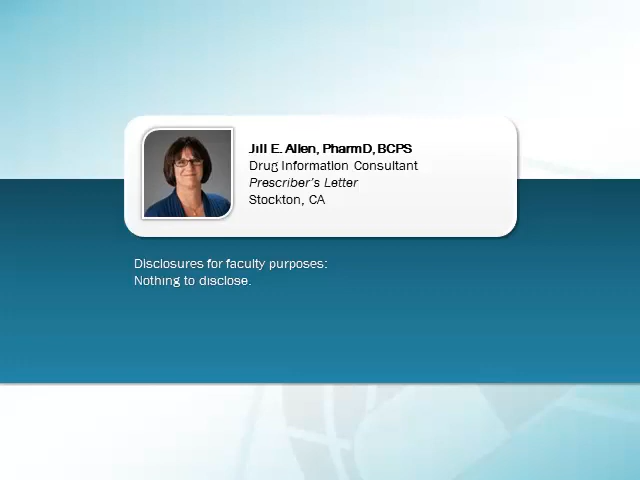 Jill E. Allen, PharmD, BCPS
Drug Information Consultant
Prescriber's Letter
Stockton, CA
Disclosures for faculty purposes:
Nothing to disclose.